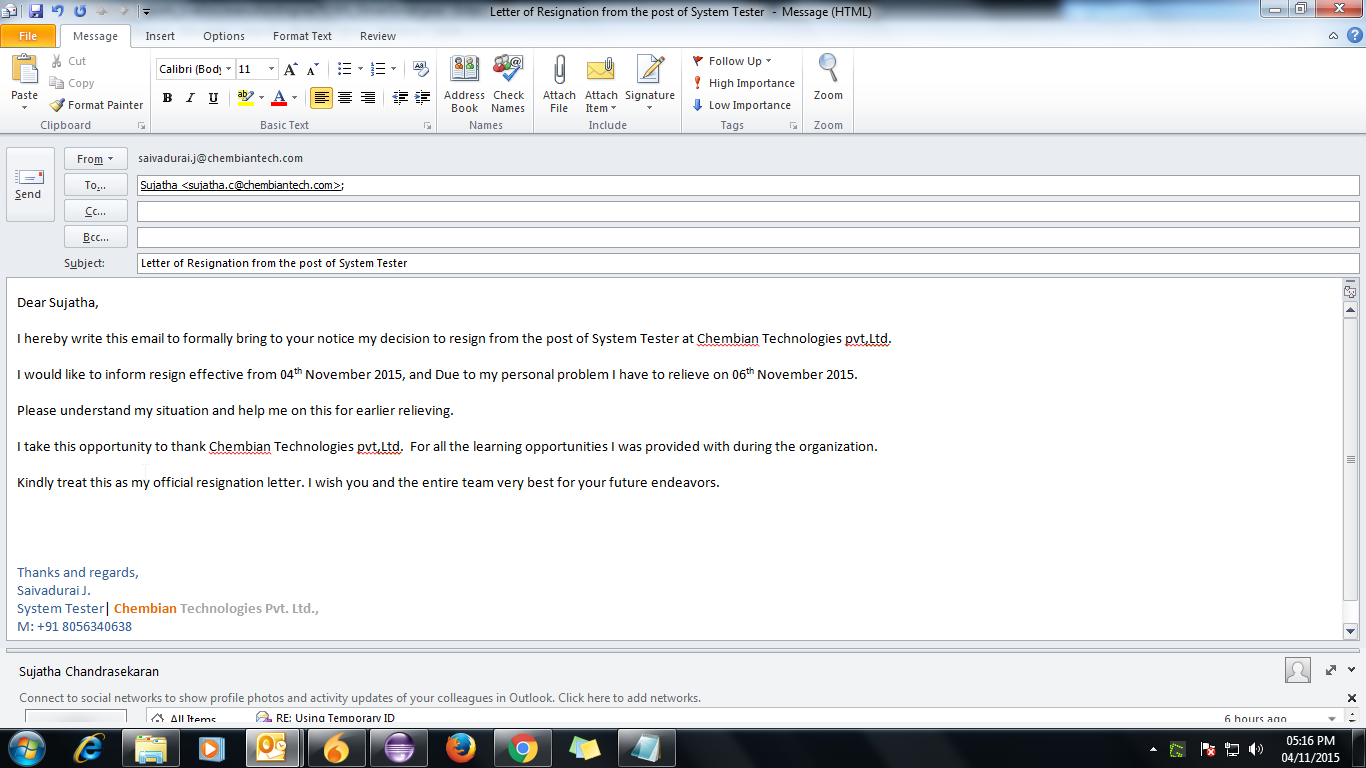 Letter of Resignation from the post of System Tester - Message (HTML)
File Message Insert Options Format Text Review
Paste
Cut
Copy
Format Painter
Clipboard
Calibri (Body 11
B I U
Basic Text
Address Book
Check Names
Names
Attach File
Attach Item
Signature
Include
Follow Up
High Importance
Low Importance
Tags
Zoom
Zoom
Send
From saivadurai.j@chembiantech.com
To... Sujatha <sujatha.c@chembiantech.com>;
Cc...
Bcc...
Subject: Letter of Resignation from the post of System Tester
Dear Sujatha,
I hereby write this email to formally bring to your notice my decision to resign from the post of System Tester at Chembian Technologies pvt,Ltd.
I would like to inform resign effective from 04th November 2015, and Due to my personal problem I have to relieve on 06th November 2015.
Please understand my situation and help me on this for earlier relieving.
I take this opportunity to thank Chembian Technologies pvt,Ltd. For all the learning opportunities I was provided with during the organization.
Kindly treat this as my official resignation letter. I wish you and the entire team very best for your future endeavors.
Thanks and regards,
Saivadurai J.
System Tester| Chembian Technologies Pvt. Ltd.,
M: +91 8056340638
Sujatha Chandrasekaran
Connect to social networks to show profile photos and activity updates of your colleagues in Outlook. Click here to add networks.
All Items RE: Using Temporary ID 6 hours ago
05:16 PM
04/11/2015